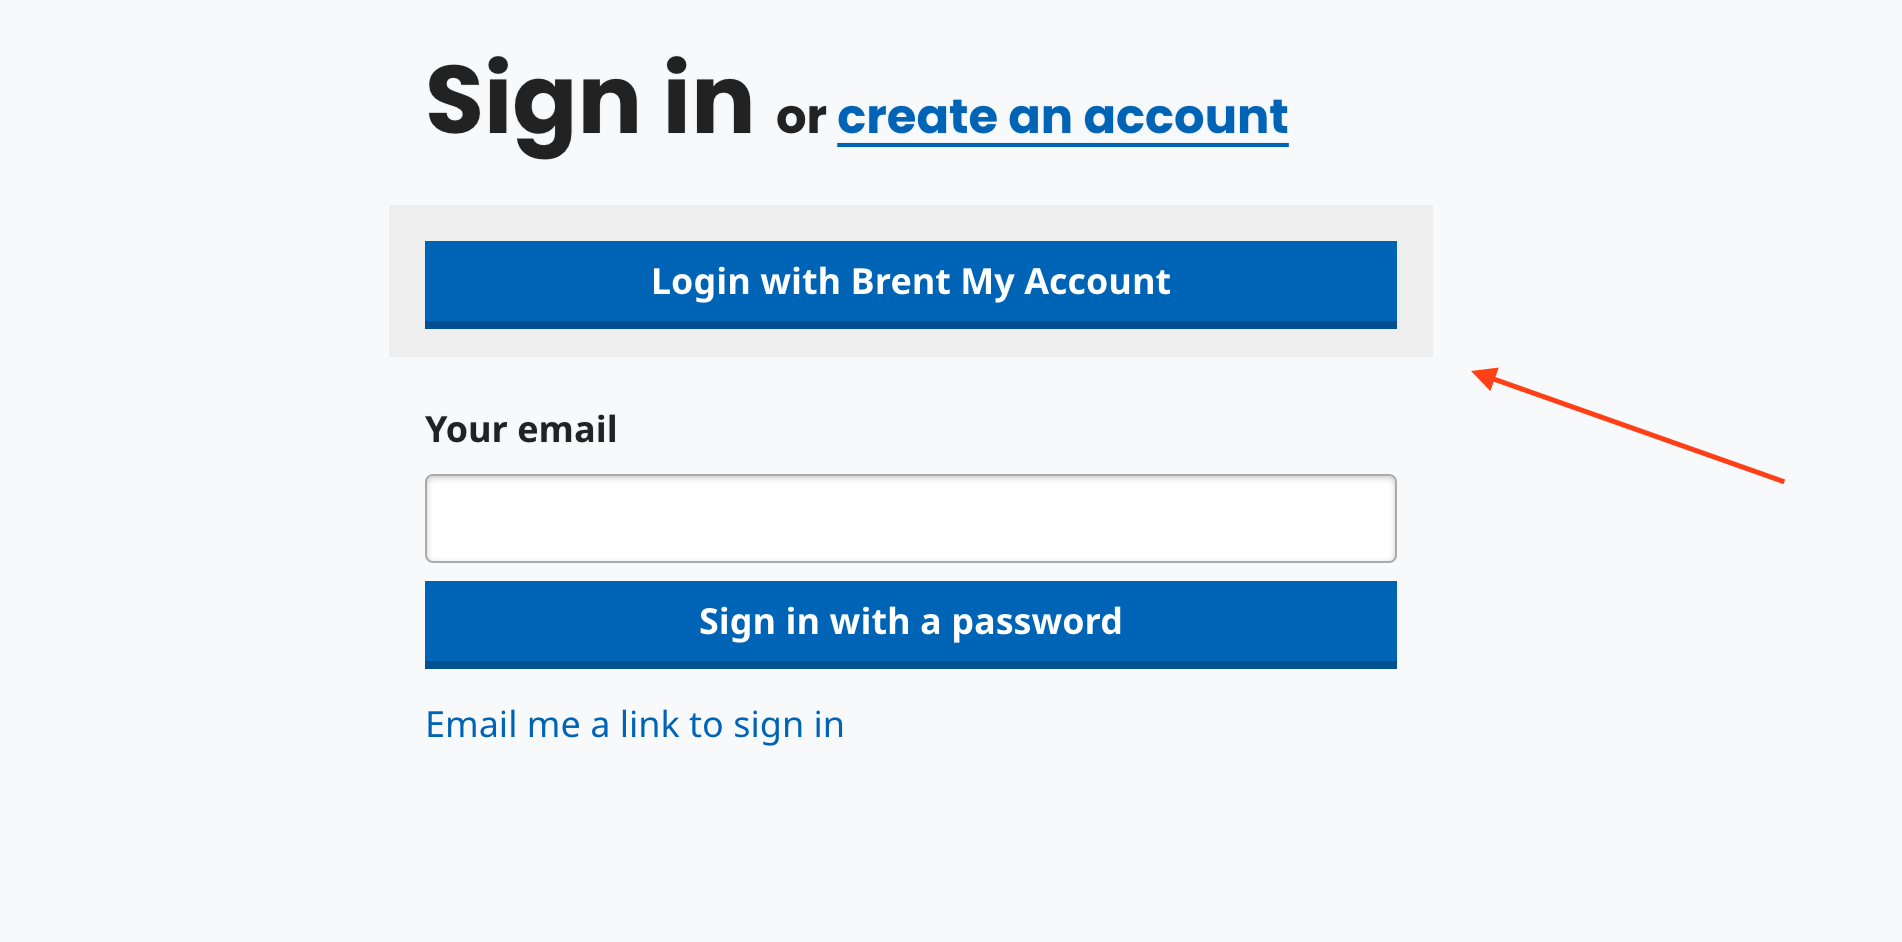 Sign in or create an account
Login with Brent My Account
Your email
Sign in with a password
Email me a link to sign in